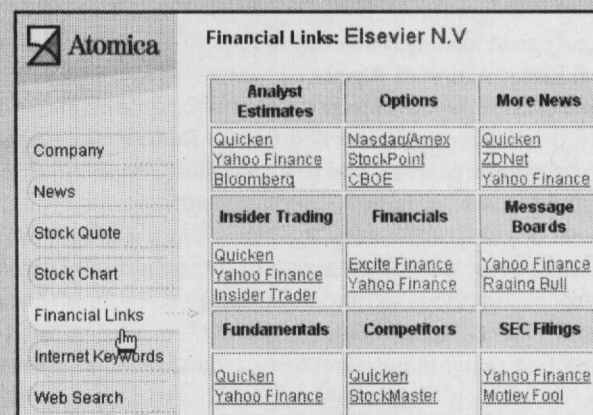 Atomica
Financial Links: Elsevier N.V
Company
News
Stock Quote
Stock Chart
Financial Links
Internet Keywords
Web Search
Analyst Estimates
Options
More News
Quicken
Yahoo Finance
Bloomberg
Nasdaq/Amex
StockPoint
CBOE
Quicken
ZDNet
Yahoo Finance
Insider Trading
Financials
Message Boards
Quicken
Yahoo Finance
Insider Trader
Excite Finance
Yahoo Finance
Yahoo Finance
Raging Bull
Fundamentals
Competitors
SEC Filings
Quicken
Yahoo Finance
Quicken
StockMaster
Yahoo Finance
Motley Fool